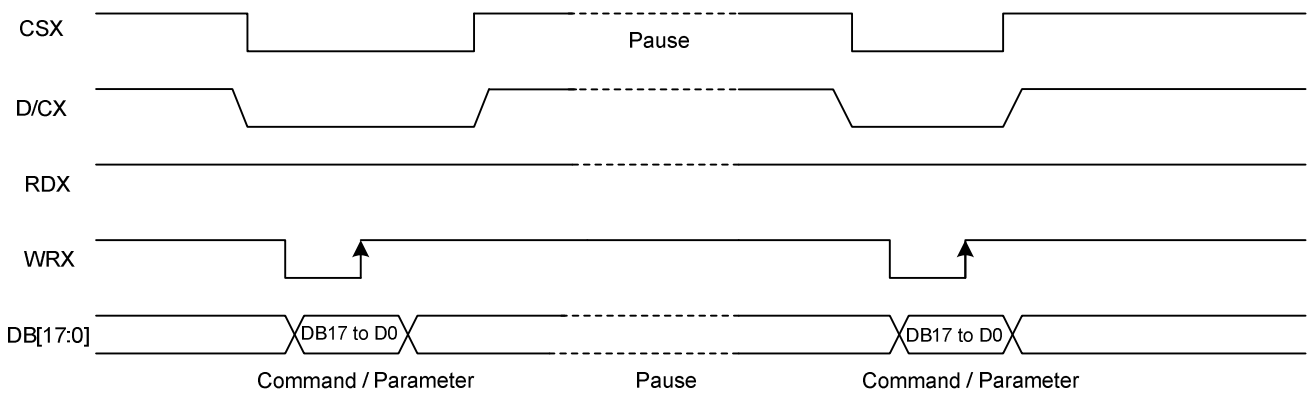 CSX
Pause
D/CX
RDX
WRX
DB[17:0]
DB17 to D0
DB17 to D0
Command / Parameter
Pause
Command / Parameter